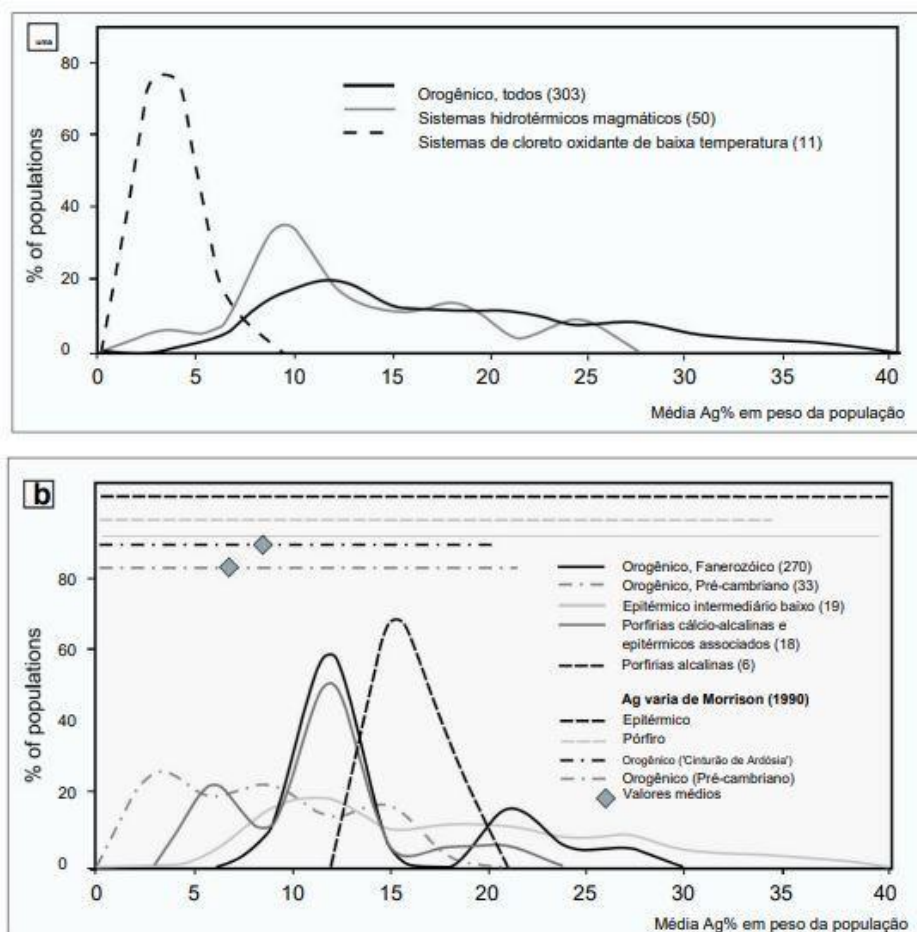 uma
80
60
40
20
0
% of populations
Orogênico, todos (303)
Sistemas hidrotérmicos magmáticos (50)
Sistemas de cloreto oxidante de baixa temperatura (11)
0 5 10 15 20 25 30 35 40
Média Ag% em peso da população
b
80
60
40
20
0
% of populations
Orogênico, Fanerozóico (270)
Orogênico, Pré-cambriano (33)
Epitérmico intermediário baixo (19)
Porfirias cálcio-alcalinas e
epitérmicos associados (18)
Porfirias alcalinas (6)
Ag varia de Morrison (1990)
Epitérmico
Pórfiro
Orogênico ('Cinturão de Ardósia')
Orogênico (Pré-cambriano)
Valores médios
0 5 10 15 20 25 30 35 40
Média Ag% em peso da população